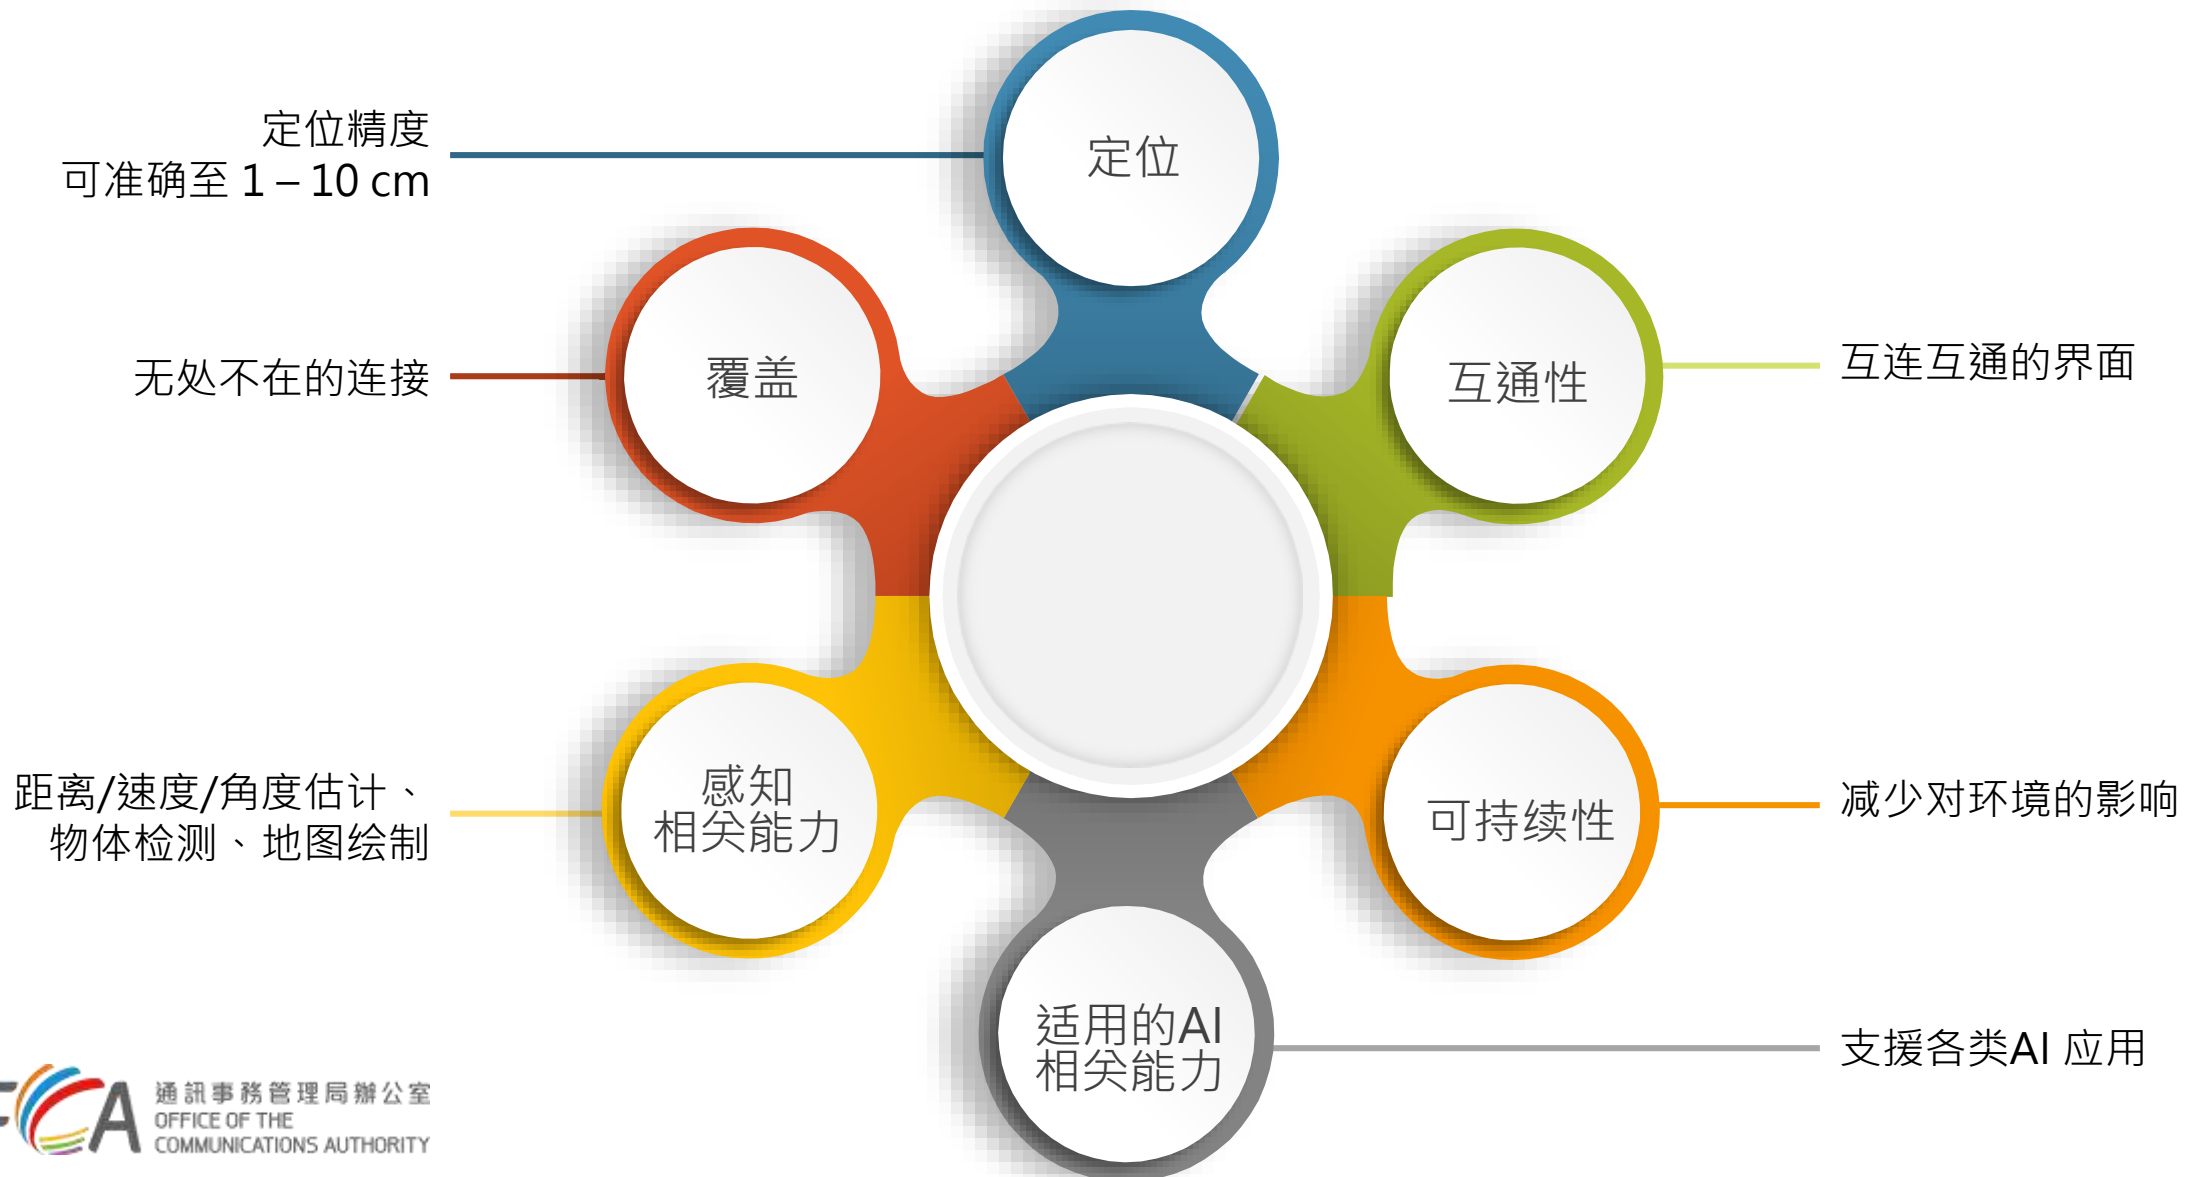 定位精度
可准确至 1 – 10 cm
定位
无处不在的连接
覆盖
互通性
互连互通的界面
距离/速度/角度估计、
物体检测、地图绘制
感知
相关能力
可持续性
减少对环境的影响
适用的AI
相关能力
支援各类AI 应用
FCA
通訊事務管理局辦公室
OFFICE OF THE
COMMUNICATIONS AUTHORITY